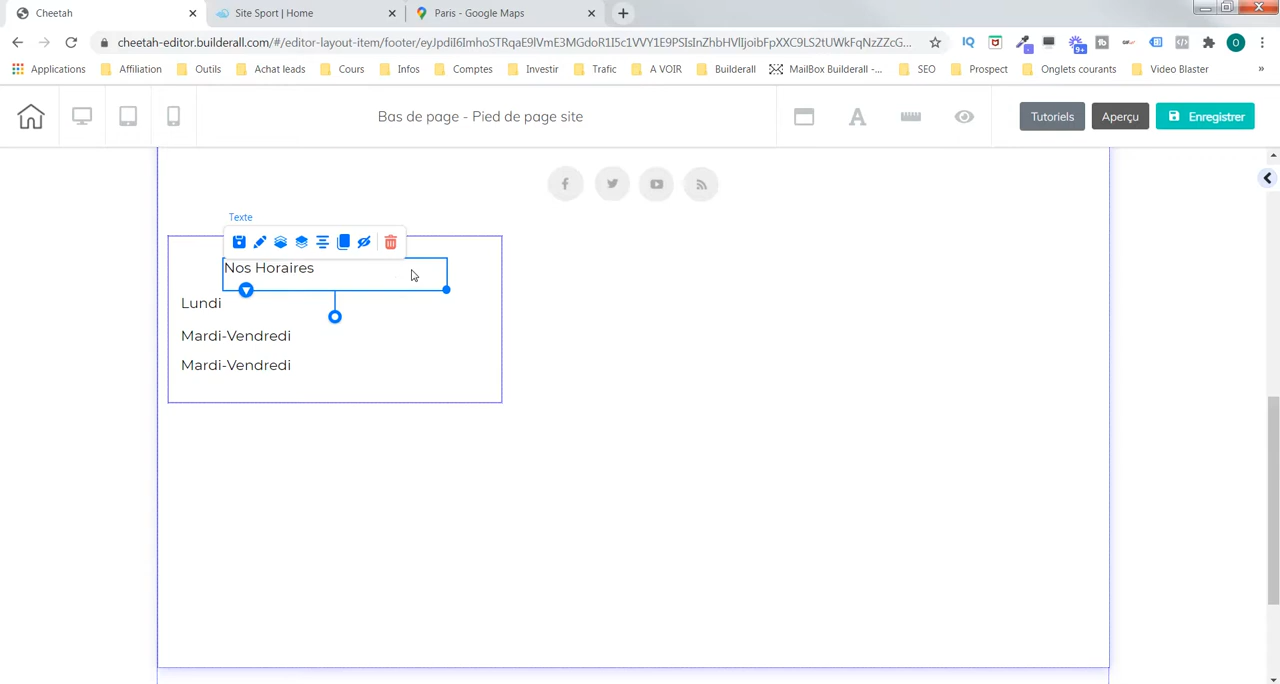 Cheetah
Site Sport | Home
Paris - Google Maps
cheetah-editor.builderall.com/#/editor-layout-item/footer/
Applications
Affiliation
Outils
Achat leads
Cours
Infos
Comptes
Investir
Trafic
A VOIR
Builderall
MailBox Builderall -...
SEO
Prospect
Onglets courants
Video Blaster
»
IQ
9+
O
Bas de page - Pied de page site
Tutoriels
Aperçu
Enregistrer
Texte
Nos Horaires
Lundi
Mardi-Vendredi
Mardi-Vendredi